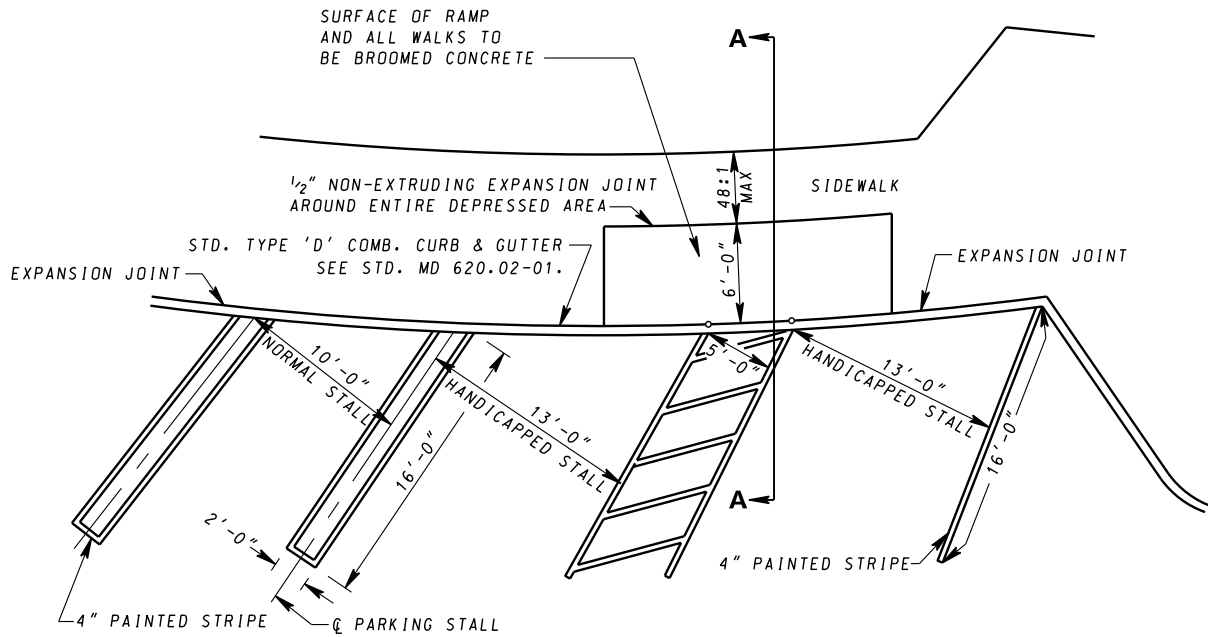 SURFACE OF RAMP
AND ALL WALKS TO
BE BROOMED CONCRETE
A
48:1
MAX
SIDEWALK
1/2" NON-EXTRUDING EXPANSION JOINT
AROUND ENTIRE DEPRESSED AREA
STD. TYPE 'D' COMB. CURB & GUTTER
SEE STD. MD 620.02-01.
EXPANSION JOINT
6'-0"
EXPANSION JOINT
10'-0"
NORMAL STALL
13'-0"
HANDICAPPED STALL
16'-0"
5'-0"
13'-0"
HANDICAPPED STALL
16'-0"
A
2'-0"
4" PAINTED STRIPE
4" PAINTED STRIPE
℄ PARKING STALL